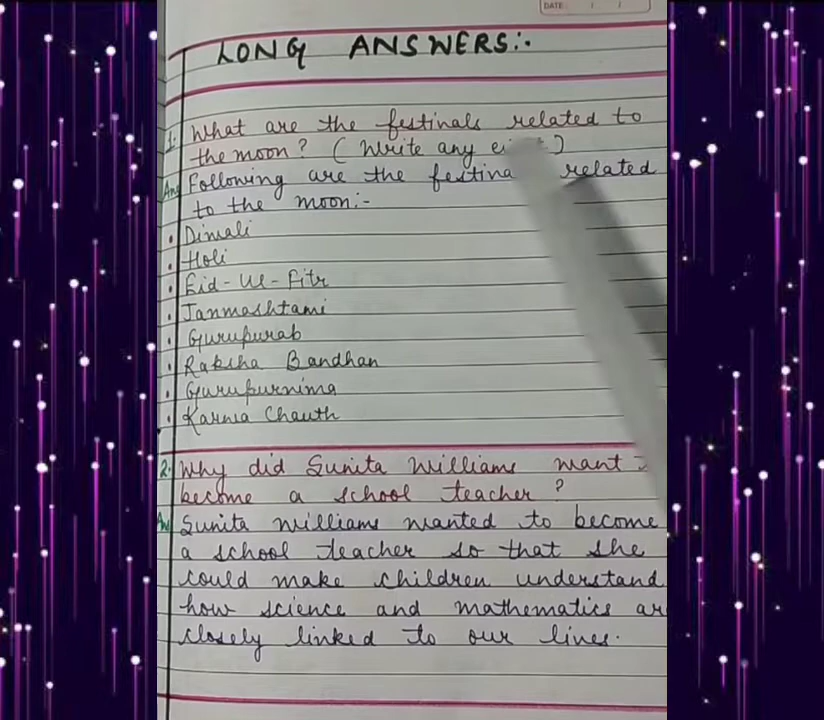 DATE / /
LONG ANSWERS:-
1. What are the festivals related to
the moon? ( Write any )
Ans Following are the related
to the moon:-
• Diwali
• Holi
• Eid-Ul-Fitr
• Janmashtami
• Gurupurab
• Raksha Bandhan
• Gurupurnima
• Karwa Chauth
2. Why did Sunita Williams want
become a school teacher?
Ans Sunita Williams wanted to become
a school teacher so that she
could make children understand
how science and mathematics ar
closely linked to our lives.